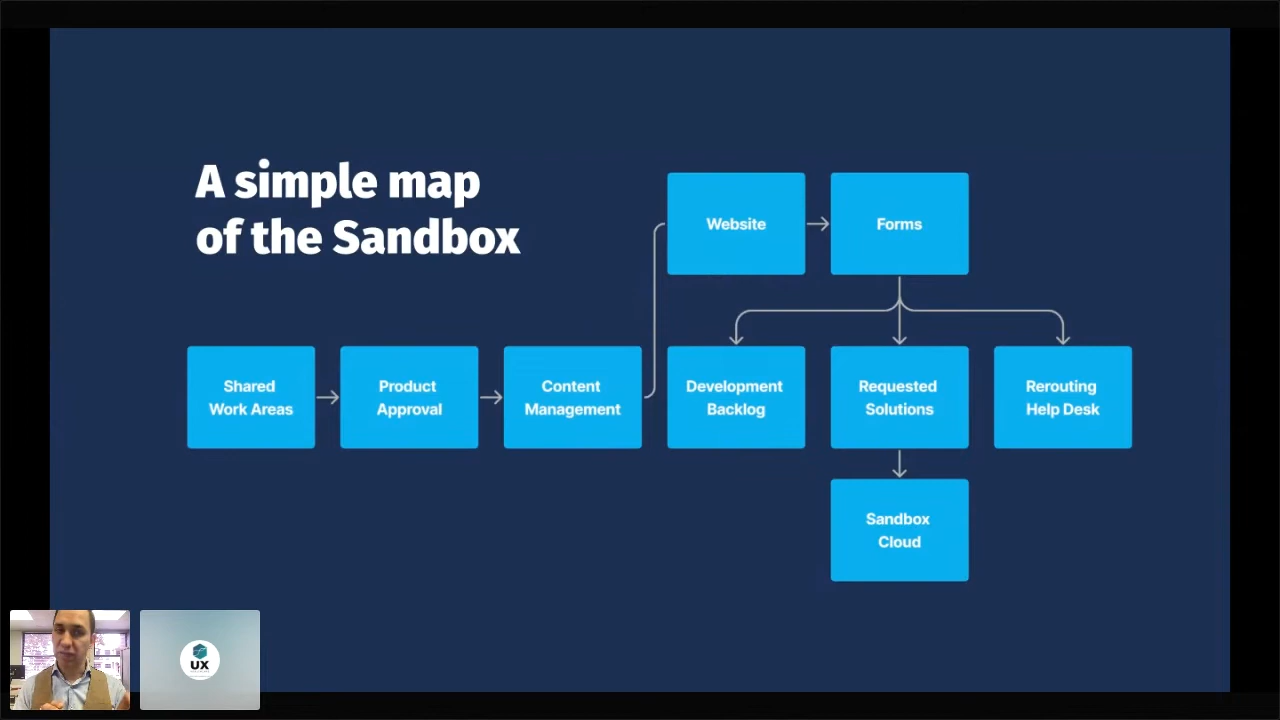 A simple map
of the Sandbox
Website
Forms
Shared
Work Areas
Product
Approval
Content
Management
Development
Backlog
Requested
Solutions
Rerouting
Help Desk
Sandbox
Cloud
UX